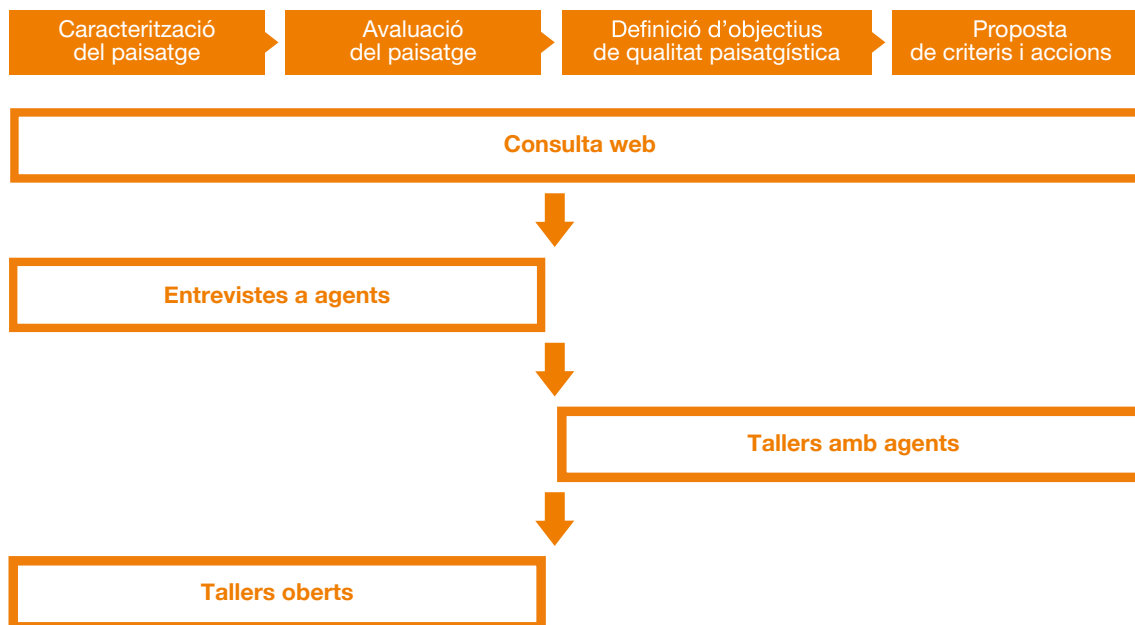 Caracterització
del paisatge
Avaluació
del paisatge
Definició d’objectius
de qualitat paisatgística
Proposta
de criteris i accions
Consulta web
Entrevistes a agents
Tallers amb agents
Tallers oberts